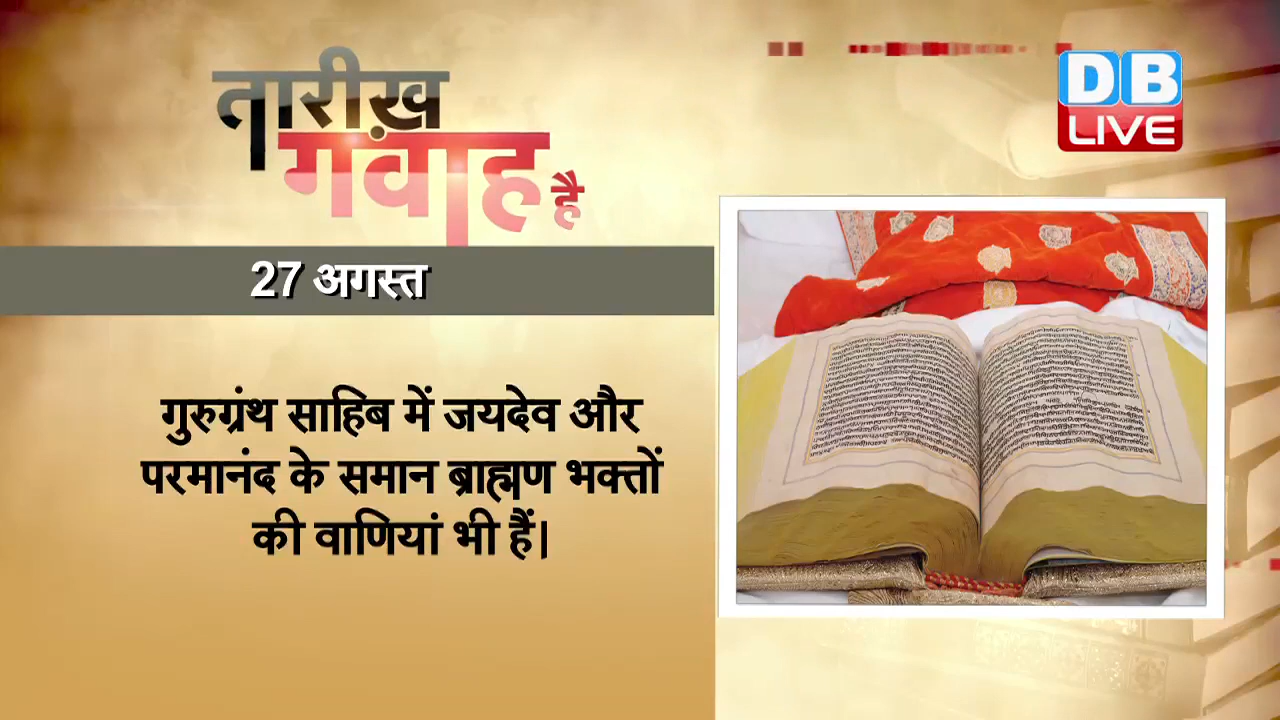 तारीख़
गवाह है
DB
LIVE
27 अगस्त
गुरुग्रंथ साहिब में जयदेव और
परमानंद के समान ब्राह्मण भक्तों
की वाणियां भी हैं।